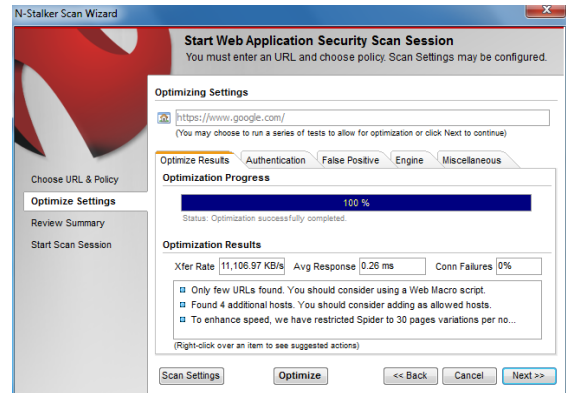 N-Stalker Scan Wizard
Start Web Application Security Scan Session
You must enter an URL and choose policy. Scan Settings may be configured.
Choose URL & Policy
Optimize Settings
Review Summary
Start Scan Session
Optimizing Settings
https://www.google.com/
(You may choose to run a series of tests to allow for optimization or click Next to continue)
Optimize Results Authentication False Positive Engine Miscellaneous
Optimization Progress
100 %
Status: Optimization successfully completed.
Optimization Results
Xfer Rate 11,106.97 KB/s Avg Response 0.26 ms Conn Failures 0%
Only few URLs found. You should consider using a Web Macro script.
Found 4 additional hosts. You should consider adding as allowed hosts.
To enhance speed, we have restricted Spider to 30 pages variations per no...
(Right-click over an item to see suggested actions)
Scan Settings Optimize << Back Cancel Next >>